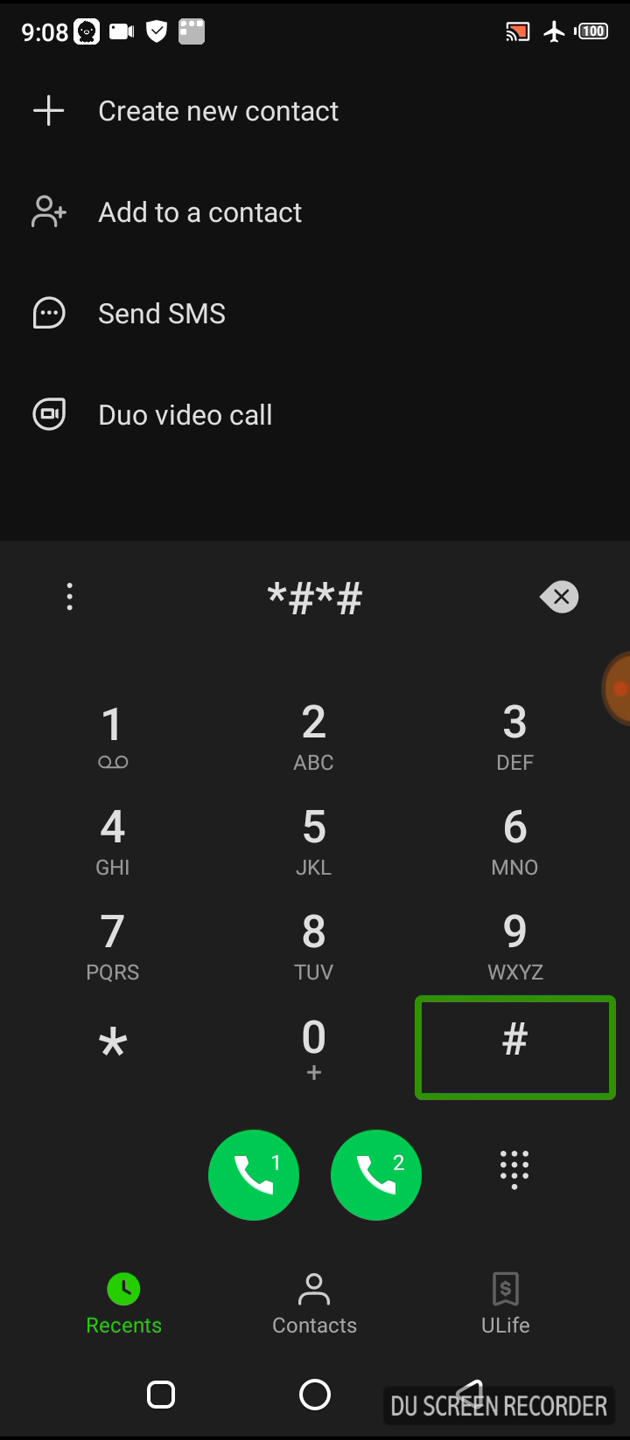 9:08 100
Create new contact
Add to a contact
Send SMS
Duo video call
*#*#
1 2 3
ABC DEF
4 5 6
GHI JKL MNO
7 8 9
PQRS TUV WXYZ
* 0 #
+
1 2
Recents Contacts ULife
DU SCREEN RECORDER